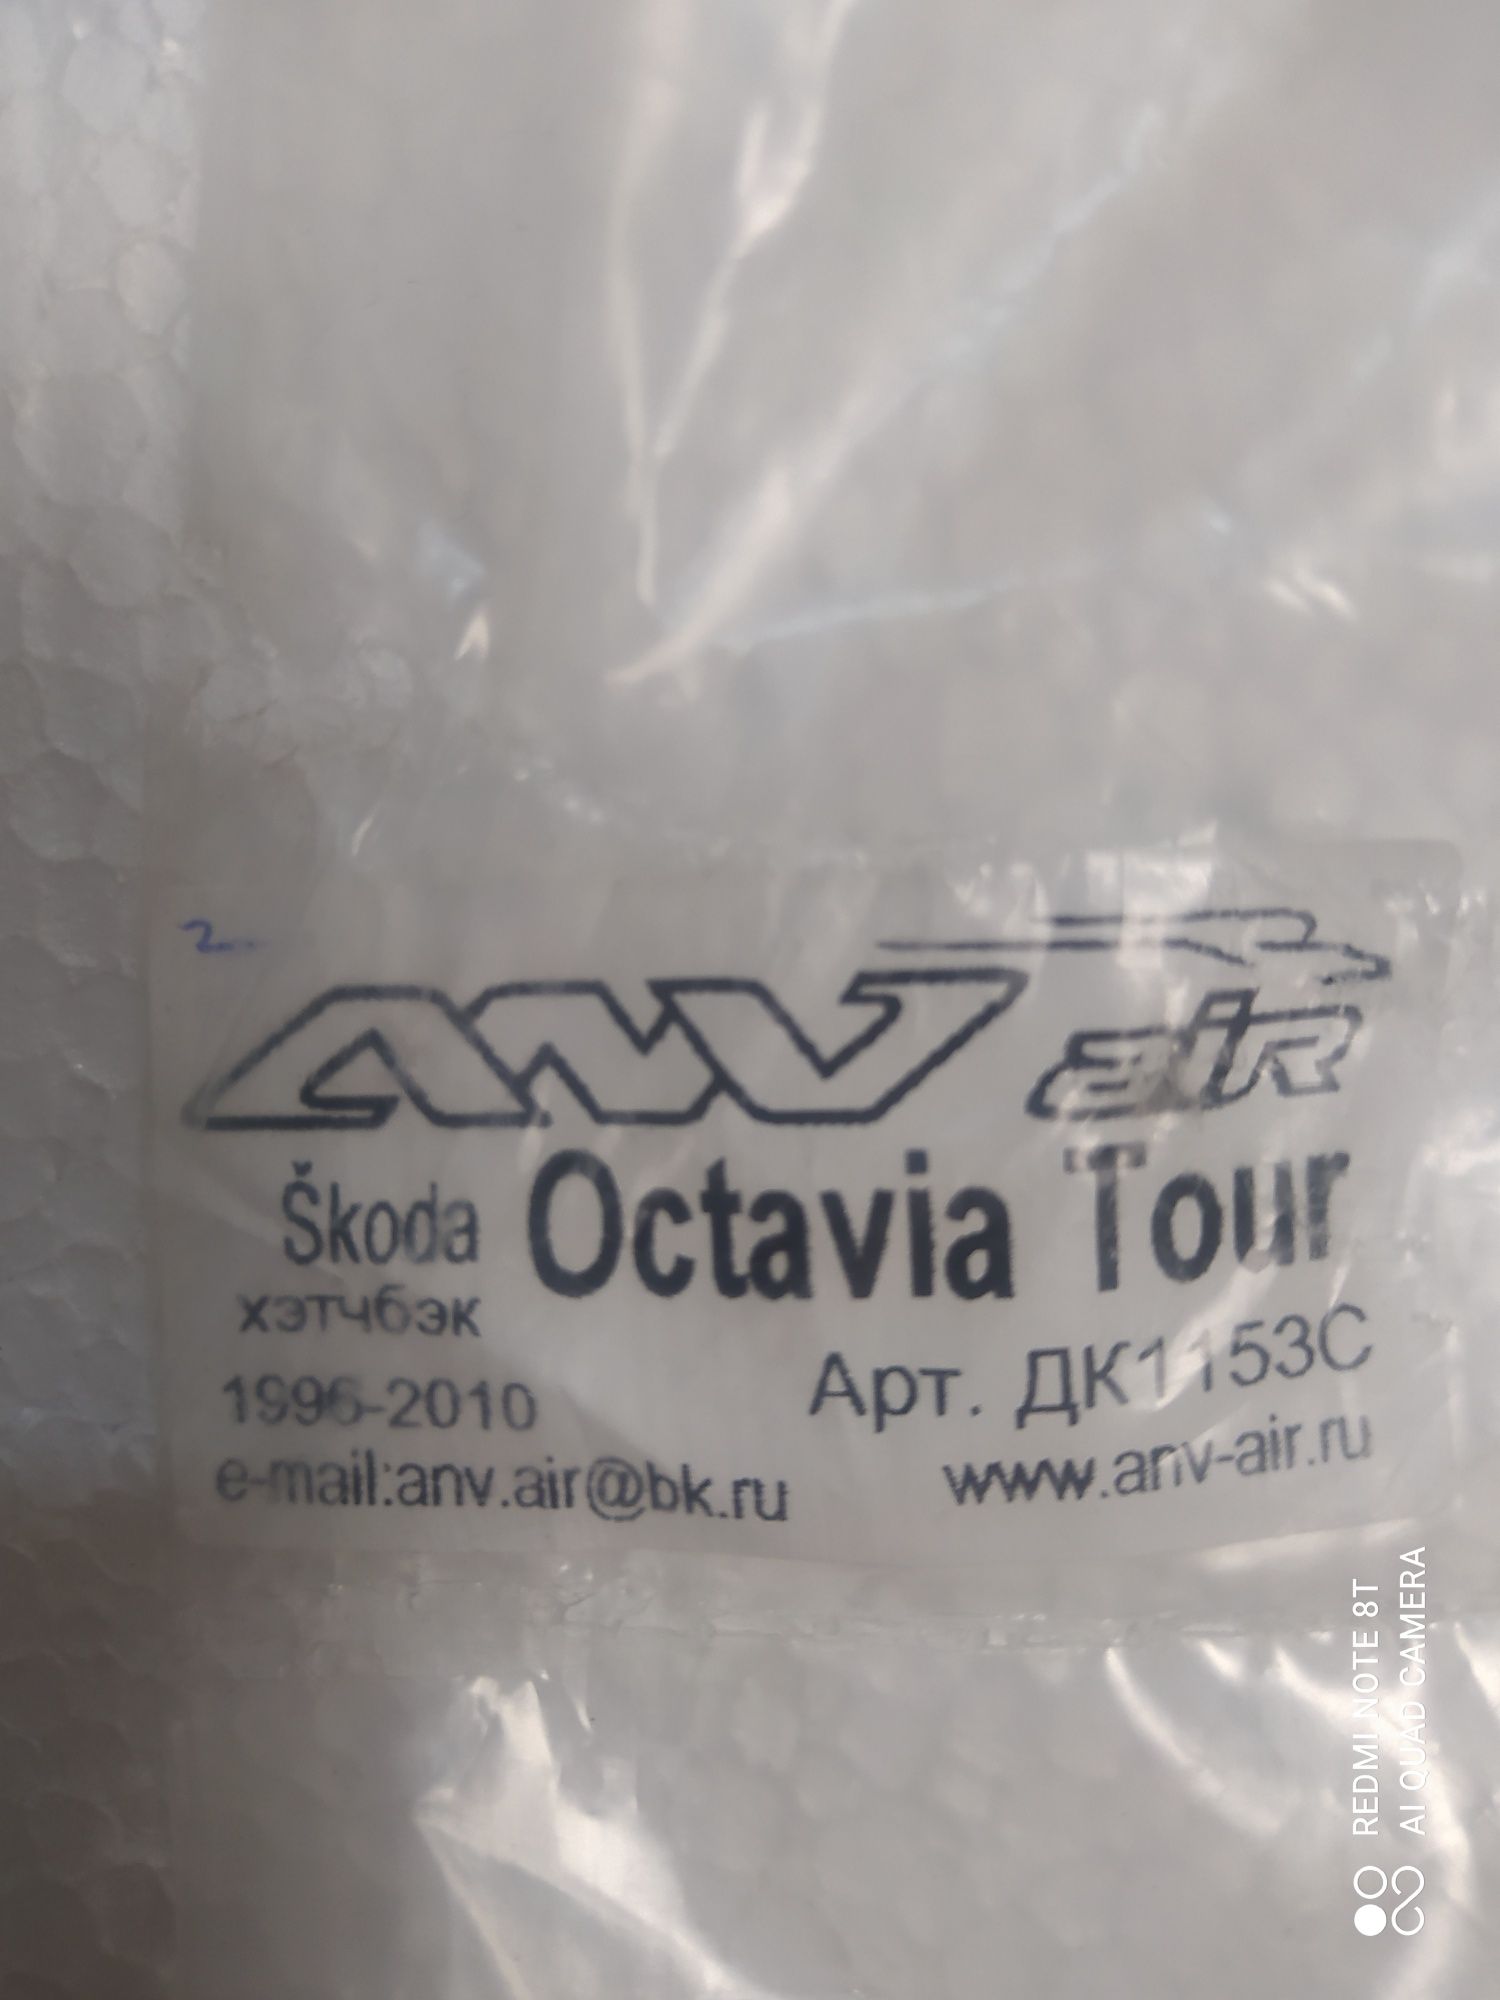 2
ANV air
Škoda Octavia Tour
хэтчбэк
1996-2010 Арт. ДК1153С
e-mail:anv.air@bk.ru www.anv-air.ru
REDMI NOTE 8T
AI QUAD CAMERA